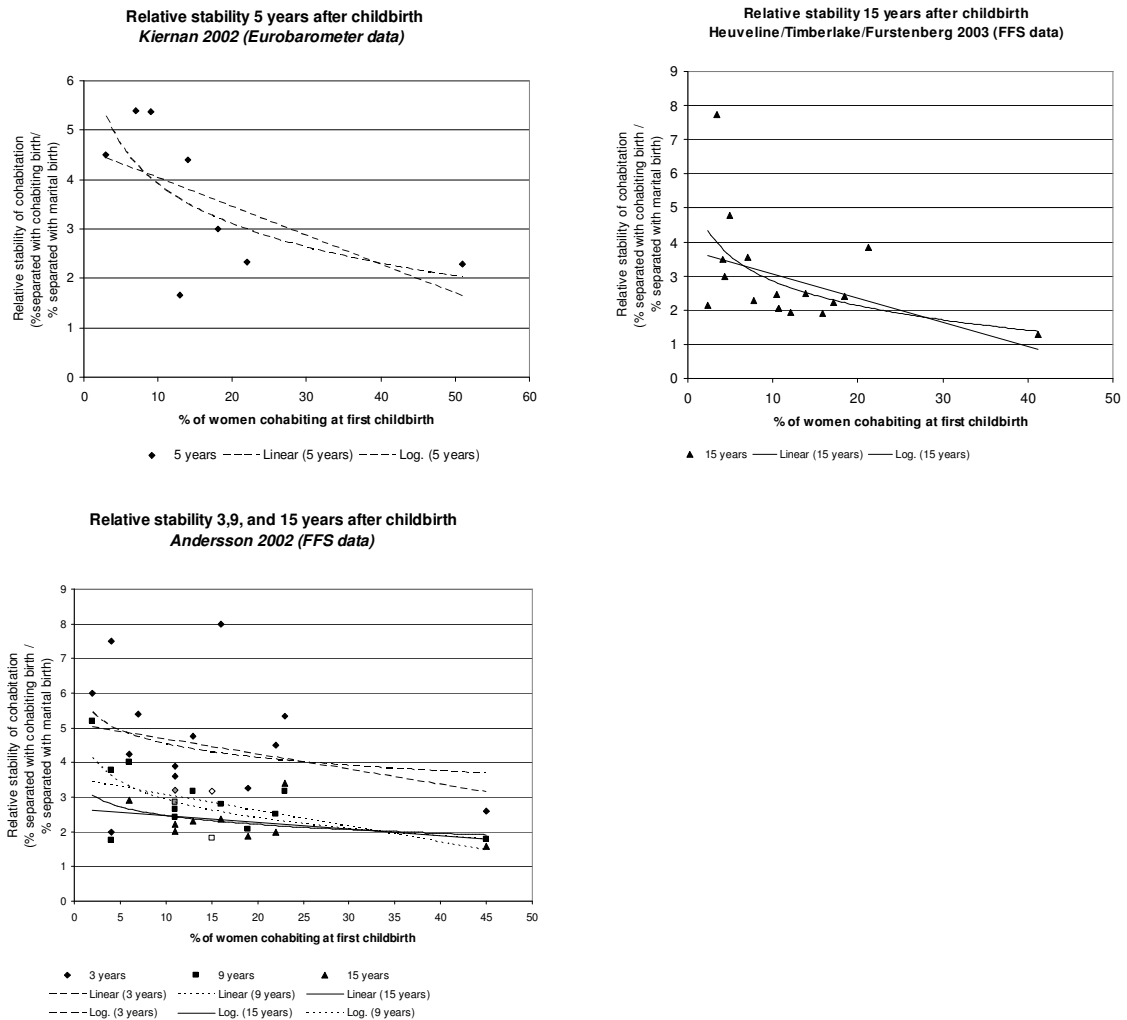 Relative stability 5 years after childbirth
Kiernan 2002 (Eurobarometer data)
Relative stability of cohabitation
(%separated with cohabiting birth/
% separated with marital birth)
6
5
4
3
2
1
0
0 10 20 30 40 50 60
% of women cohabiting at first childbirth
5 years Linear (5 years) Log. (5 years)
Relative stability 15 years after childbirth
Heuveline/Timberlake/Furstenberg 2003 (FFS data)
Relative stability of cohabitation
(% separated with cohabiting birth /
% separated with marital birth)
9
8
7
6
5
4
3
2
1
0
0 10 20 30 40 50
% of women cohabiting at first childbirth
15 years Linear (15 years) Log. (15 years)
Relative stability 3,9, and 15 years after childbirth
Andersson 2002 (FFS data)
Relative stability of cohabitation
(% separated with cohabiting birth /
% separated with marital birth)
9
8
7
6
5
4
3
2
1
0
0 5 10 15 20 25 30 35 40 45 50
% of women cohabiting at first childbirth
3 years 9 years 15 years
Linear (3 years) Linear (9 years) Linear (15 years)
Log. (3 years) Log. (15 years) Log. (9 years)